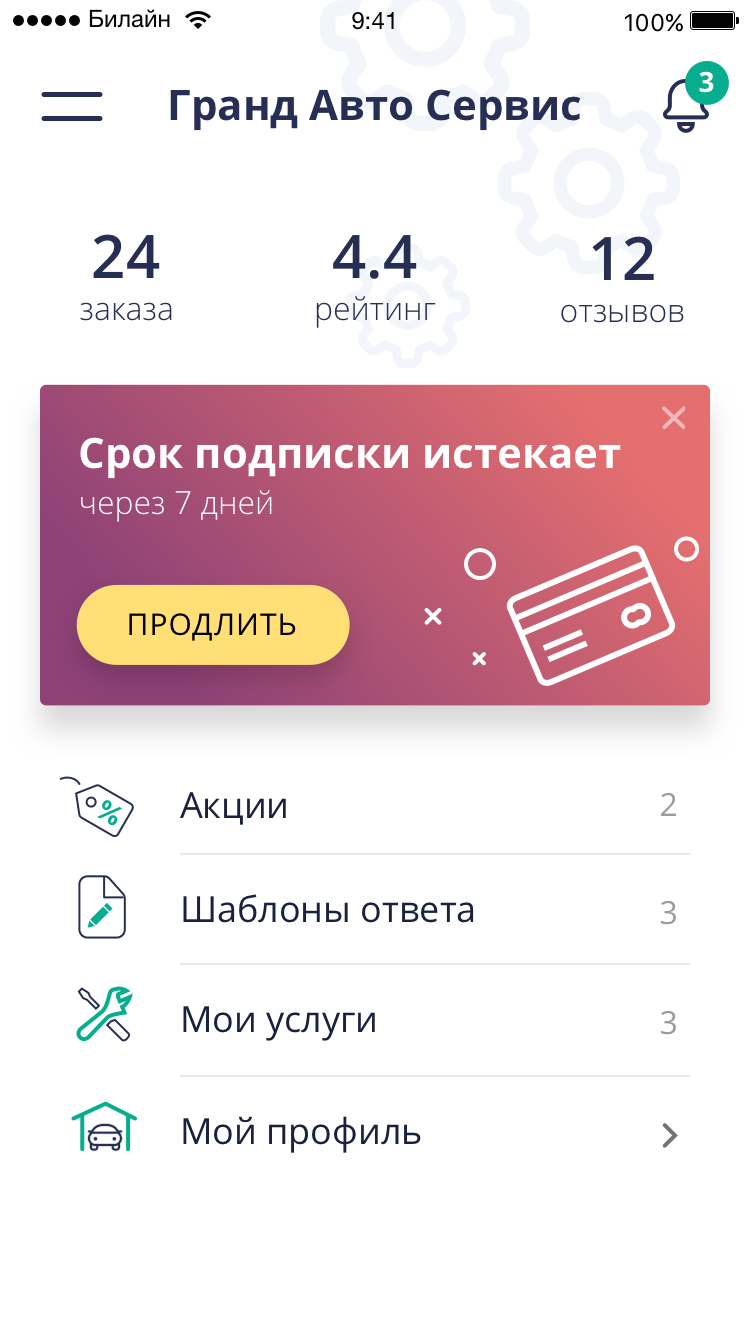 Билайн 9:41 100%
Гранд Авто Сервис 3
24 4.4 12
заказа рейтинг отзывов
Срок подписки истекает
через 7 дней
ПРОДЛИТЬ
Акции 2
%
Шаблоны ответа 3
Мои услуги 3
Мой профиль